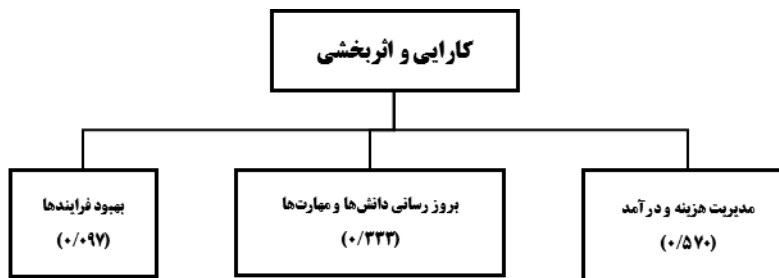 کارایی و اثربخشی
مدیریت هزینه و درآمد
(۰/۵۷۰)
بروز رسانی دانش‌ها و مهارت‌ها
(۰/۳۳۳)
بهبود فرایندها
(۰/۰۹۷)